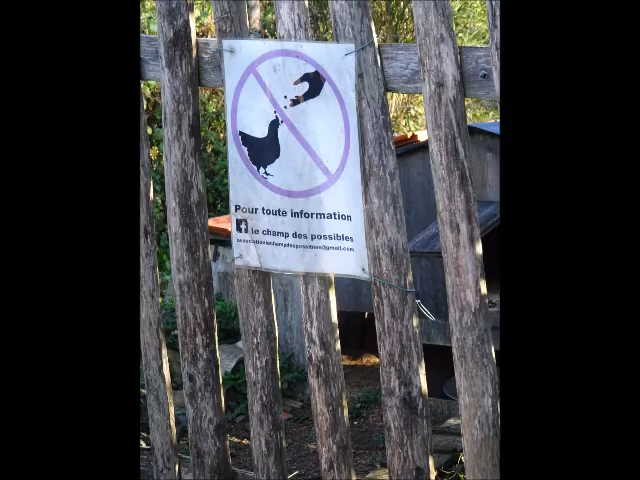 Pour toute information
le champ des possibles
associationlechampdespossibles@gmail.com